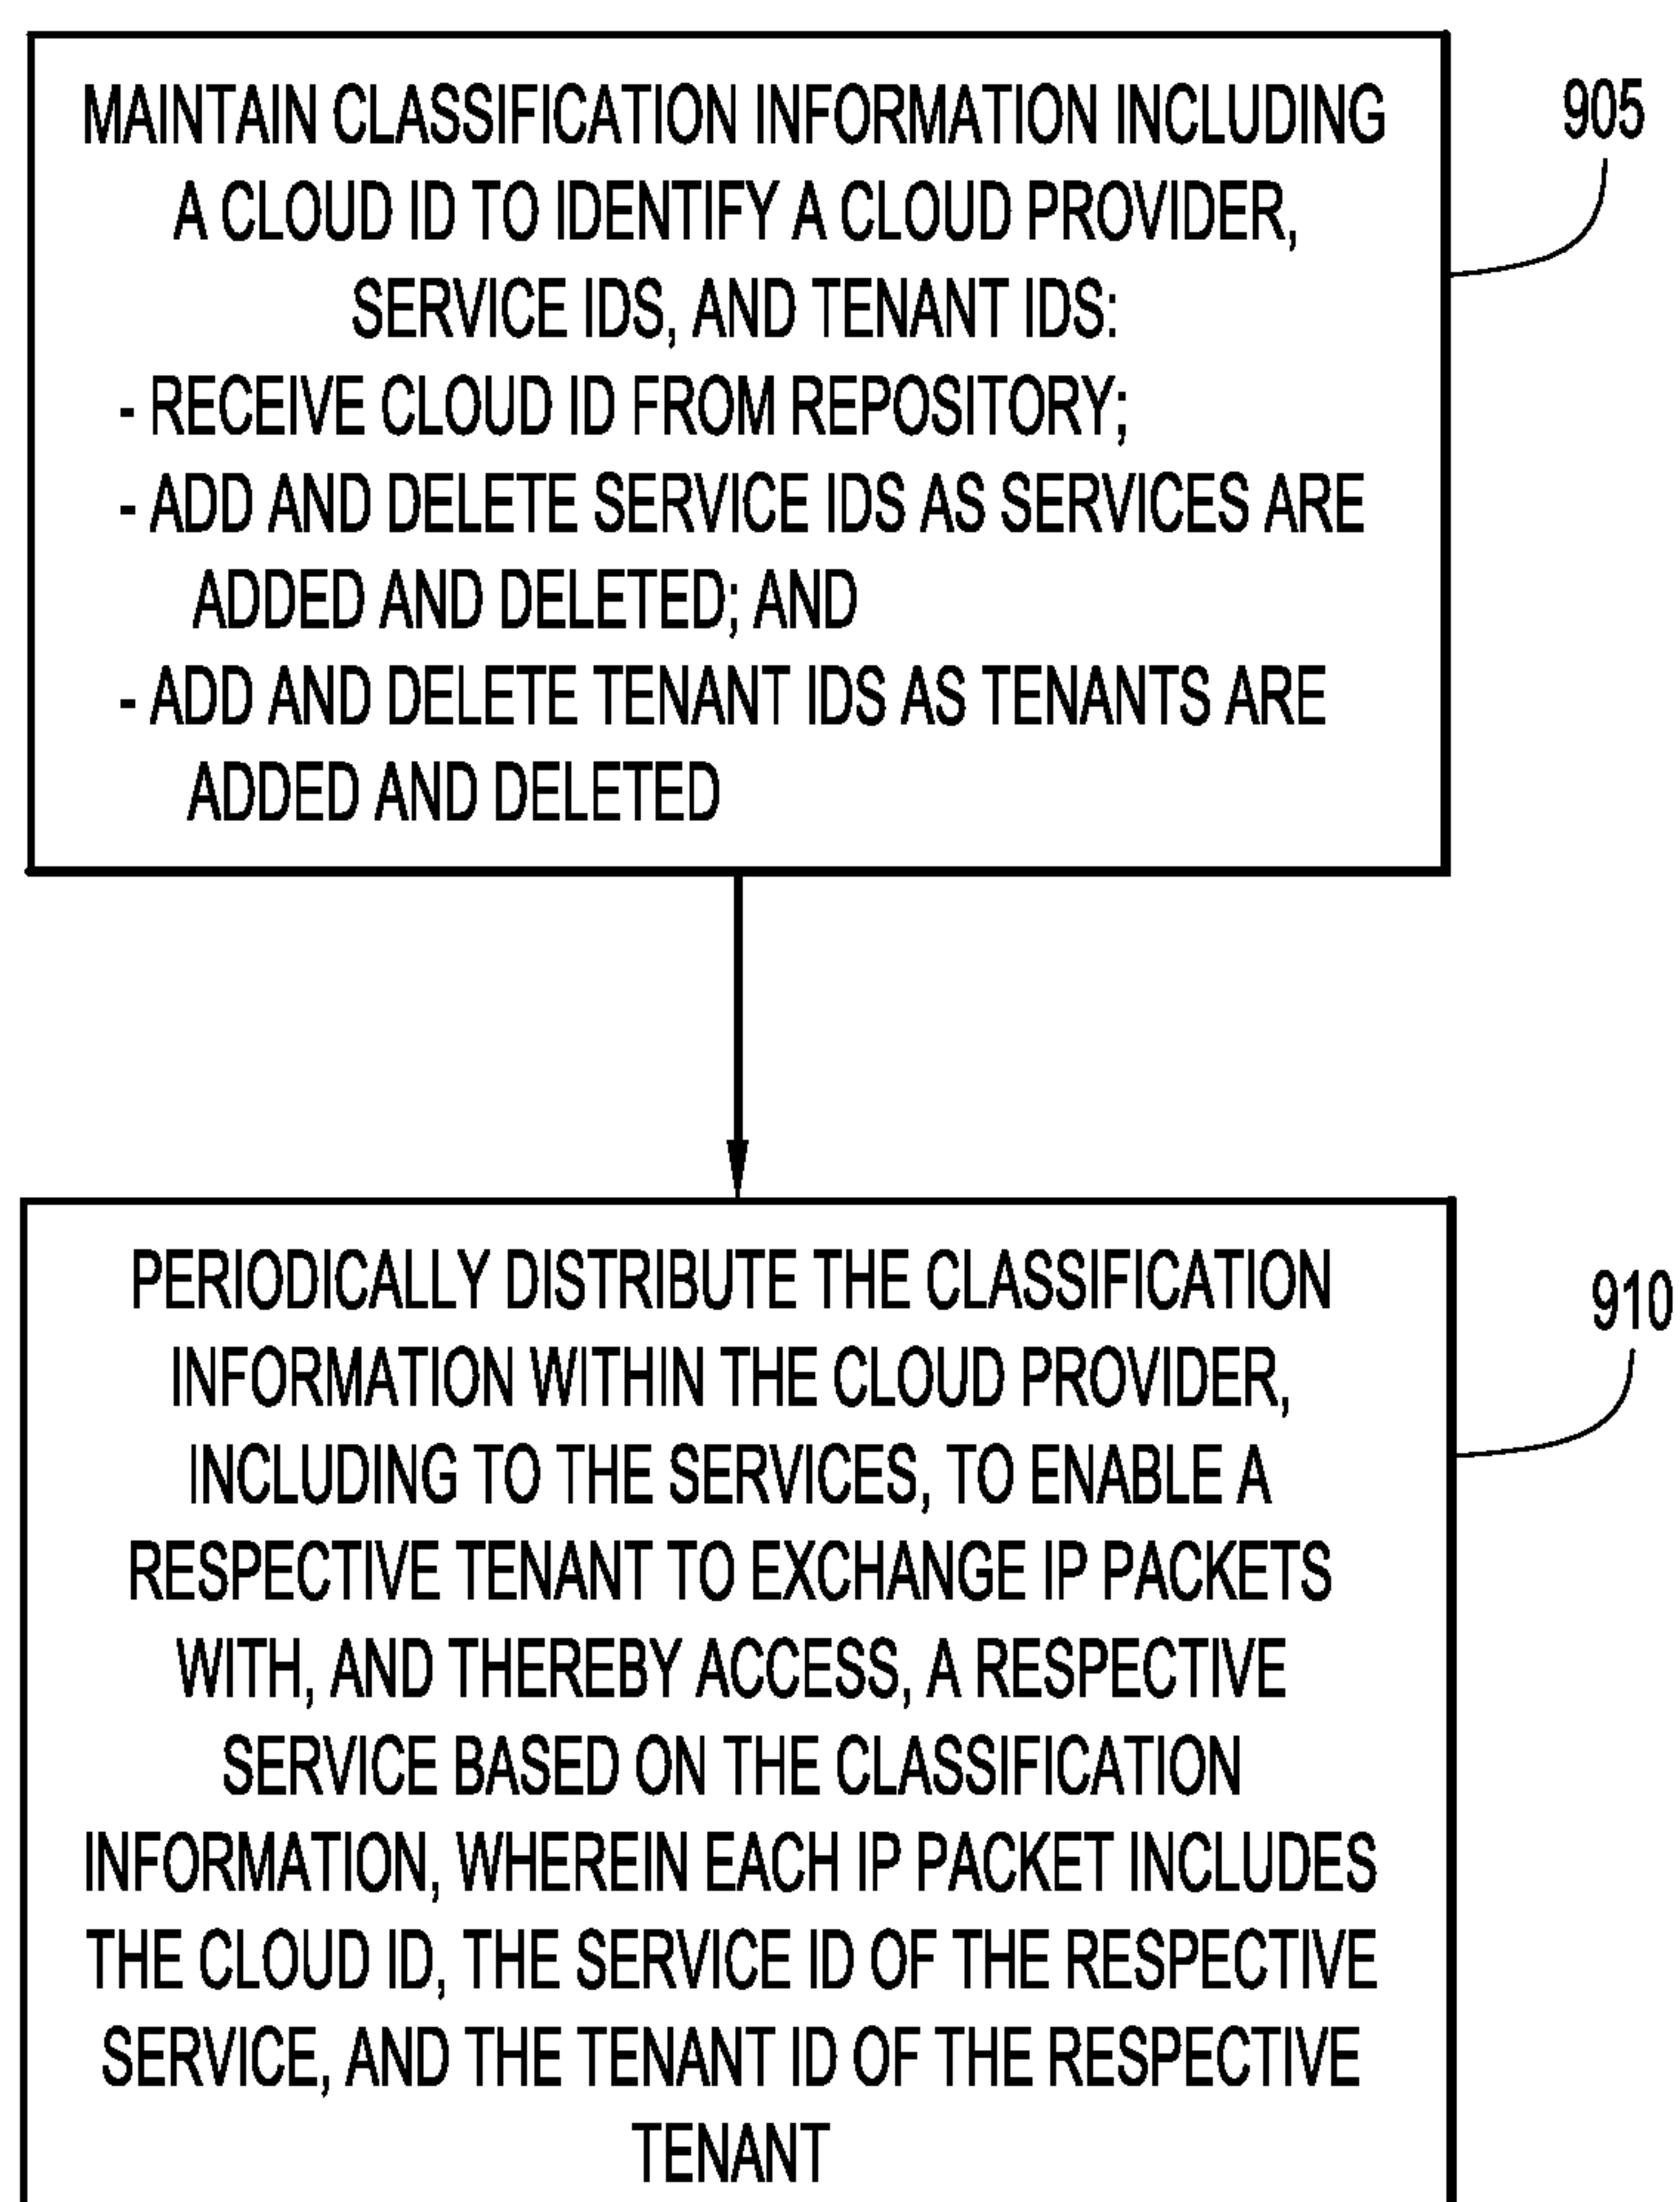 MAINTAIN CLASSIFICATION INFORMATION INCLUDING
A CLOUD ID TO IDENTIFY A CLOUD PROVIDER,
SERVICE IDS, AND TENANT IDS:
- RECEIVE CLOUD ID FROM REPOSITORY;
- ADD AND DELETE SERVICE IDS AS SERVICES ARE
ADDED AND DELETED; AND
- ADD AND DELETE TENANT IDS AS TENANTS ARE
ADDED AND DELETED
905
PERIODICALLY DISTRIBUTE THE CLASSIFICATION
INFORMATION WITHIN THE CLOUD PROVIDER,
INCLUDING TO THE SERVICES, TO ENABLE A
RESPECTIVE TENANT TO EXCHANGE IP PACKETS
WITH, AND THEREBY ACCESS, A RESPECTIVE
SERVICE BASED ON THE CLASSIFICATION
INFORMATION, WHEREIN EACH IP PACKET INCLUDES
THE CLOUD ID, THE SERVICE ID OF THE RESPECTIVE
SERVICE, AND THE TENANT ID OF THE RESPECTIVE
TENANT
910